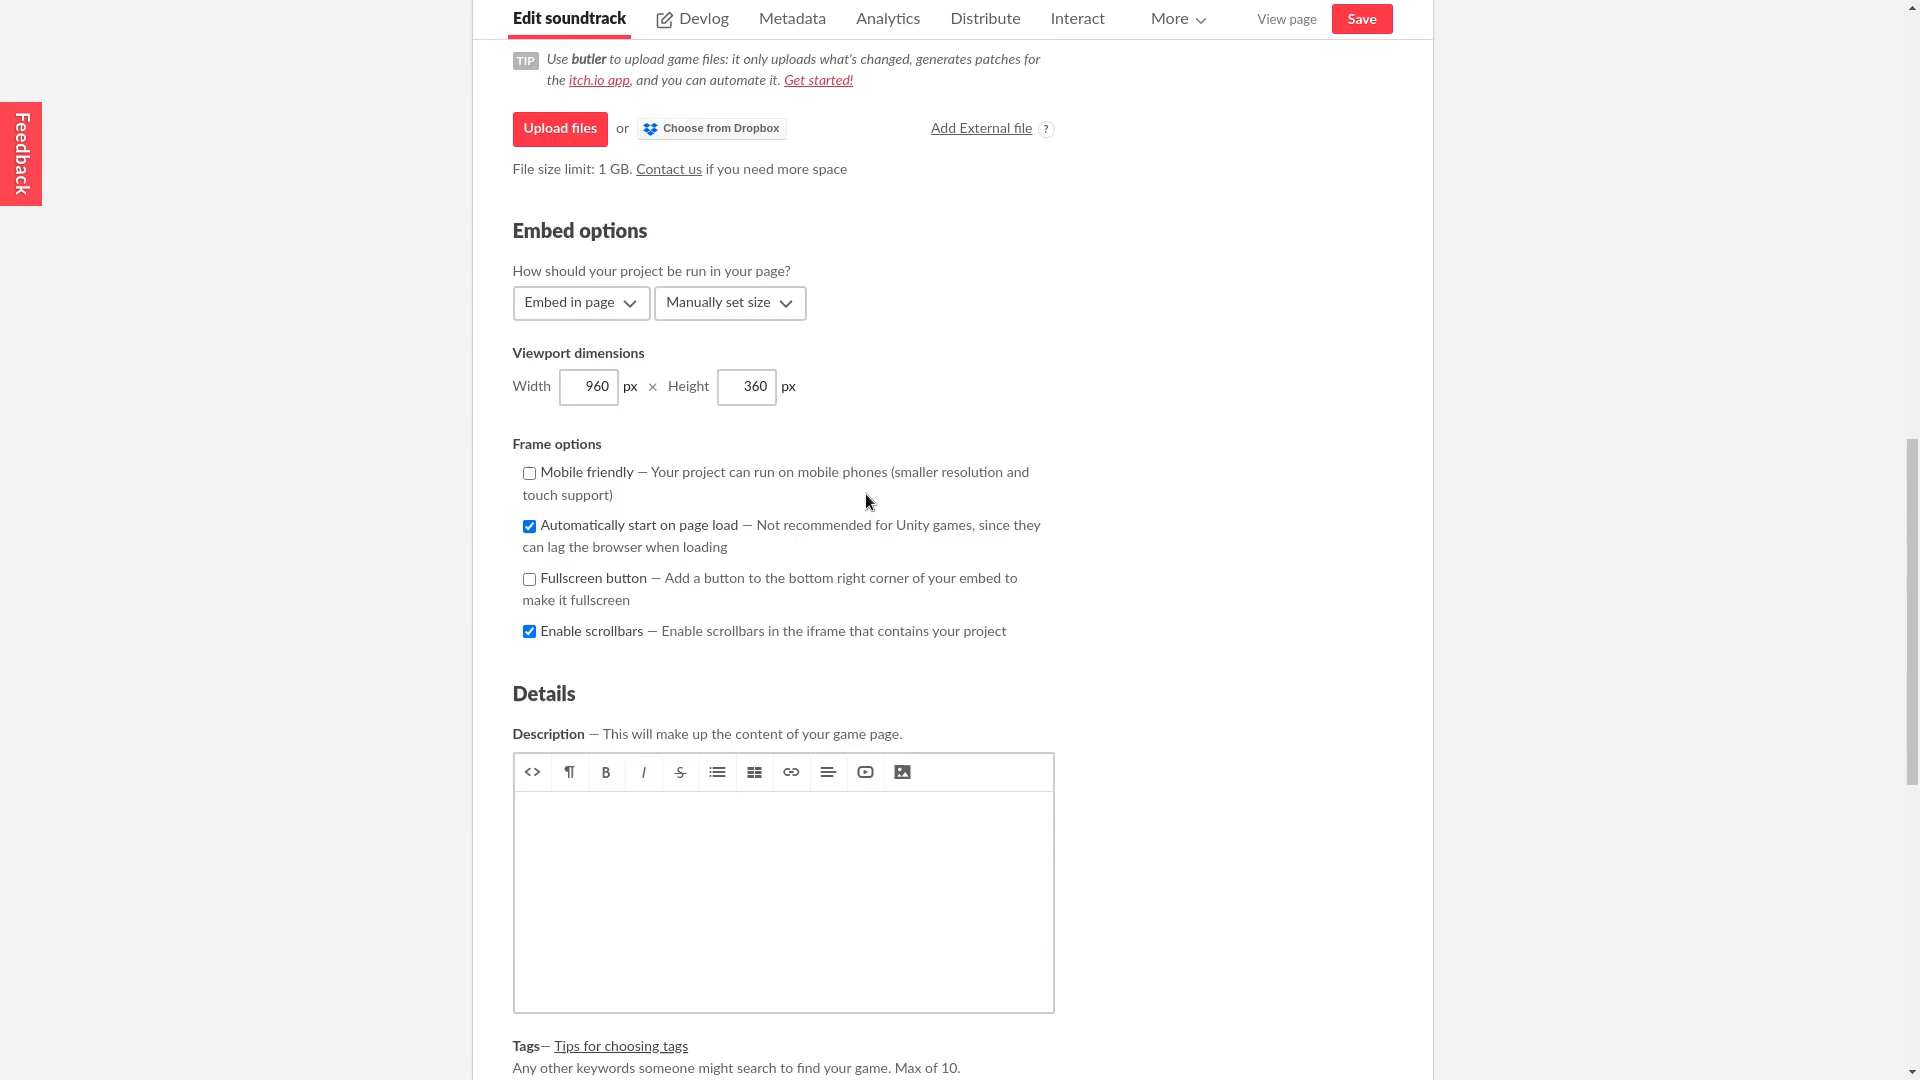 Edit soundtrack Devlog Metadata Analytics Distribute Interact More View page Save
TIP Use butler to upload game files: it only uploads what's changed, generates patches for
the itch.io app, and you can automate it. Get started!
Feedback
Upload files or Choose from Dropbox Add External file ?
File size limit: 1 GB. Contact us if you need more space
Embed options
How should your project be run in your page?
Embed in page Manually set size
Viewport dimensions
Width 960 px × Height 360 px
Frame options
Mobile friendly — Your project can run on mobile phones (smaller resolution and
touch support)
Automatically start on page load — Not recommended for Unity games, since they
can lag the browser when loading
Fullscreen button — Add a button to the bottom right corner of your embed to
make it fullscreen
Enable scrollbars — Enable scrollbars in the iframe that contains your project
Details
Description — This will make up the content of your game page.
<> ¶ B I S
Tags— Tips for choosing tags
Any other keywords someone might search to find your game. Max of 10.